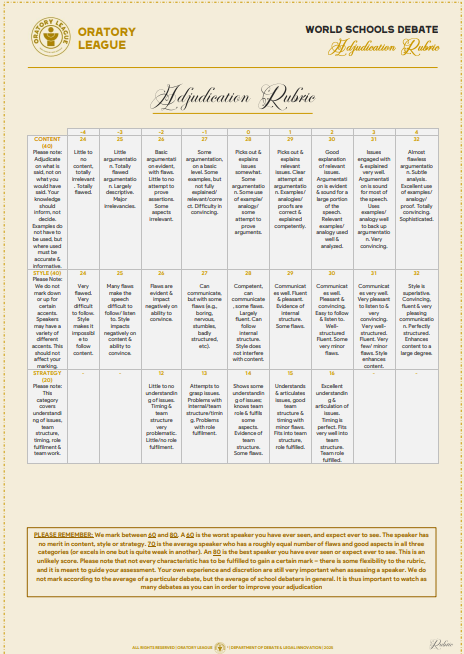 ORATORY
LEAGUE
WORLD SCHOOLS DEBATE
Adjudication Rubric
Adjudication Rubric
-4 -3 -2 -1 0 1 2 3 4
CONTENT (40) 24 25 26 27 28 29 30 31 32
Please note: Adjudicate on what is said, not on what you would have said. Your knowledge should inform, not decide. Examples do not have to be used, but where used must be accurate & informative.
Little to no content, totally irrelevant. Totally flawed.
Little argumentation. Totally flawed argumentation. Largely descriptive. Major irrelevancies.
Basic argumentation evident, with flaws. Little to no attempt to prove assertions. Some aspects irrelevant.
Some argumentation, on a basic level. Some examples, but not fully explained/ relevant/correct. Difficulty in convincing.
Picks out & explains issues somewhat. Some argumentation. Some use of example/ analogy/ some attempt to prove arguments.
Picks out & explains relevant issues. Clear attempt at argumentation. Examples/ analogies/ proofs are correct & explained competently.
Good explanation of relevant issues. Argumentation is evident & sound for a large portion of the speech. Relevant examples/ analogy used well & analyzed.
Issues engaged with & explained very well. Argumentation is sound for most of the speech. Uses examples/ analogy well to back up argumentation. Very convincing.
Almost flawless argumentation. Subtle analysis. Excellent use of examples/ analogy/ proof. Totally convincing. Sophisticated.
STYLE (40) 24 25 26 27 28 29 30 31 32
Please Note: We do not mark down or up for certain accents. Speakers may have a variety of different accents. This should not affect your marking.
Very flawed. Very difficult to follow. Style makes it impossible to follow content.
Many flaws make the speech difficult to follow/ listen to. Style impacts negatively on content & ability to convince.
Flaws are evident & impact negatively on ability to convince.
Can communicate, but with some flaws (e.g., boring, nervous, stumbles, badly structured, etc).
Competent, can communicate, some flaws. Largely fluent. Can follow internal structure. Style does not interfere with content.
Communicates well. Fluent & pleasant. Evidence of internal structure. Some flaws.
Communicates well. Pleasant & convincing. Easy to follow & listen to. Well-structured. Fluent. Some very minor flaws.
Communicates very well. Very pleasant to listen to & very convincing. Very well-structured. Fluent. Very few/ minor flaws. Style enhances content.
Style is superlative. Convincing, fluent & very pleasing communication. Perfectly structured. Enhances content to a large degree.
STRATEGY (20) - - 12 13 14 15 16 - -
Please note: This category covers understanding of issues, team structure, timing, role fulfilment & team work.
Little to no understanding of issues. Timing & team structure very problematic. Little/no role fulfilment.
Attempts to grasp issues. Problems with internal/team structure/timing. Problems with role fulfilment.
Shows some understanding of issues; knows team role & fulfils some aspects. Evidence of team structure. Some flaws.
Understands & articulates issues, good team structure & timing with minor flaws. Fits into team structure, role fulfilled.
Excellent understanding & articulation of issues. Timing is perfect. Fits very well into team structure. Team role fulfilled.
PLEASE REMEMBER: We mark between 60 and 80. A 60 is the worst speaker you have ever seen, and expect ever to see. The speaker has
no merit in content, style or strategy. 70 is the average speaker who has a roughly equal number of flaws and good aspects in all three
categories (or excels in one but is quite weak in another). An 80 is the best speaker you have ever seen or expect ever to see. This is an
unlikely score. Please note that not every characteristic has to be fulfilled to gain a certain mark – there is some flexibility to the rubric,
and it is meant to guide your assessment. Your own experience and discretion are still very important when assessing a speaker. We do
not mark according to the average of a particular debate, but the average of school debaters in general. It is thus important to watch as
many debates as you can in order to improve your adjudication
ALL RIGHTS RESERVED ORATORY LEAGUE
DEPARTMENT OF DEBATE & LEGAL INNOVATION
Rubric